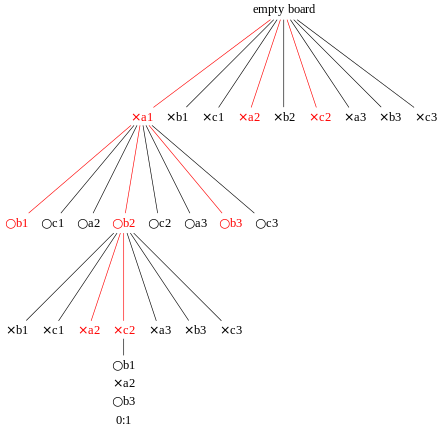 empty board
×a1 ×b1 ×c1 ×a2 ×b2 ×c2 ×a3 ×b3 ×c3
○b1 ○c1 ○a2 ○b2 ○c2 ○a3 ○b3 ○c3
×b1 ×c1 ×a2 ×c2 ×a3 ×b3 ×c3
○b1
×a2
○b3
0:1